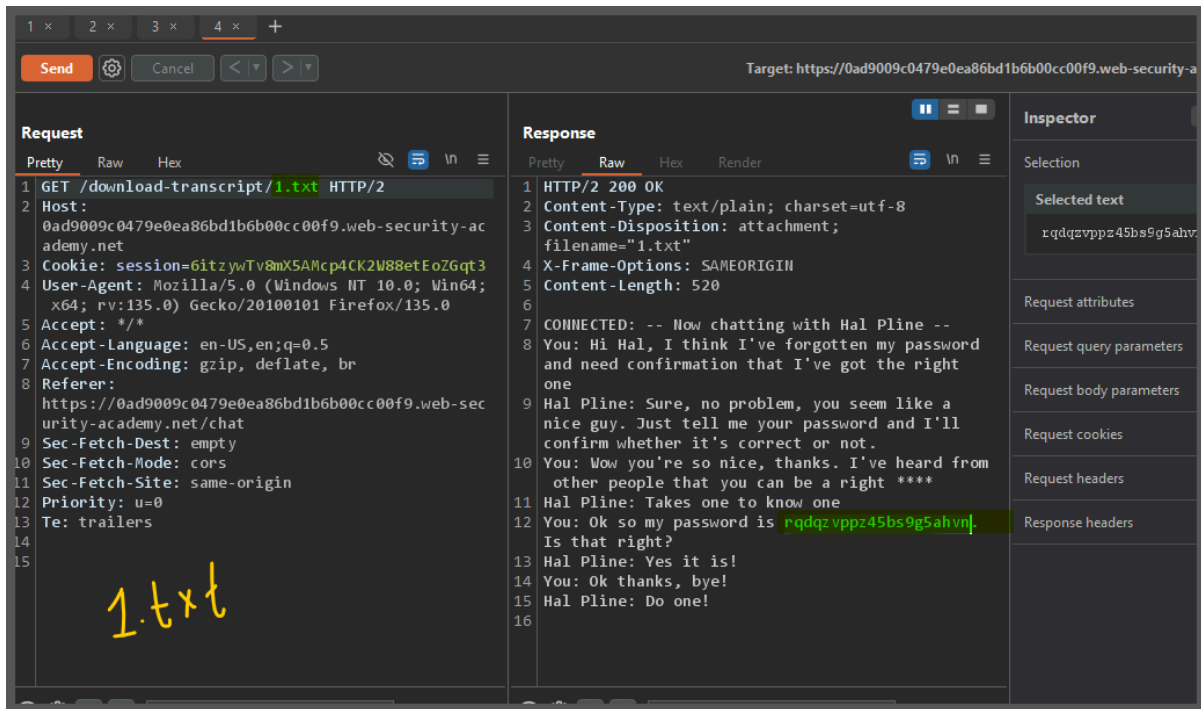 1 × 2 × 3 × 4 × +
Send Cancel < >
Target: https://0ad9009c0479e0ea86bd1b6b00cc00f9.web-security-a
Request
Pretty Raw Hex \n
1 GET /download-transcript/1.txt HTTP/2
2 Host:
0ad9009c0479e0ea86bd1b6b00cc00f9.web-security-ac
ademy.net
3 Cookie: session=6itzywTv8mX5AMcp4CK2W88etEoZGqt3
4 User-Agent: Mozilla/5.0 (Windows NT 10.0; Win64;
x64; rv:135.0) Gecko/20100101 Firefox/135.0
5 Accept: */*
6 Accept-Language: en-US,en;q=0.5
7 Accept-Encoding: gzip, deflate, br
8 Referer:
https://0ad9009c0479e0ea86bd1b6b00cc00f9.web-sec
urity-academy.net/chat
9 Sec-Fetch-Dest: empty
10 Sec-Fetch-Mode: cors
11 Sec-Fetch-Site: same-origin
12 Priority: u=0
13 Te: trailers
14
15
1.txt
Response
Pretty Raw Hex Render \n
1 HTTP/2 200 OK
2 Content-Type: text/plain; charset=utf-8
3 Content-Disposition: attachment;
filename="1.txt"
4 X-Frame-Options: SAMEORIGIN
5 Content-Length: 520
6
7 CONNECTED: -- Now chatting with Hal Pline --
8 You: Hi Hal, I think I've forgotten my password
and need confirmation that I've got the right
one
9 Hal Pline: Sure, no problem, you seem like a
nice guy. Just tell me your password and I'll
confirm whether it's correct or not.
10 You: Wow you're so nice, thanks. I've heard from
other people that you can be a right ****
11 Hal Pline: Takes one to know one
12 You: Ok so my password is rqdqzvppz45bs9g5ahvn.
Is that right?
13 Hal Pline: Yes it is!
14 You: Ok thanks, bye!
15 Hal Pline: Do one!
16
Inspector
Selection
Selected text
rqdqzvppz45bs9g5ahv
Request attributes
Request query parameters
Request body parameters
Request cookies
Request headers
Response headers